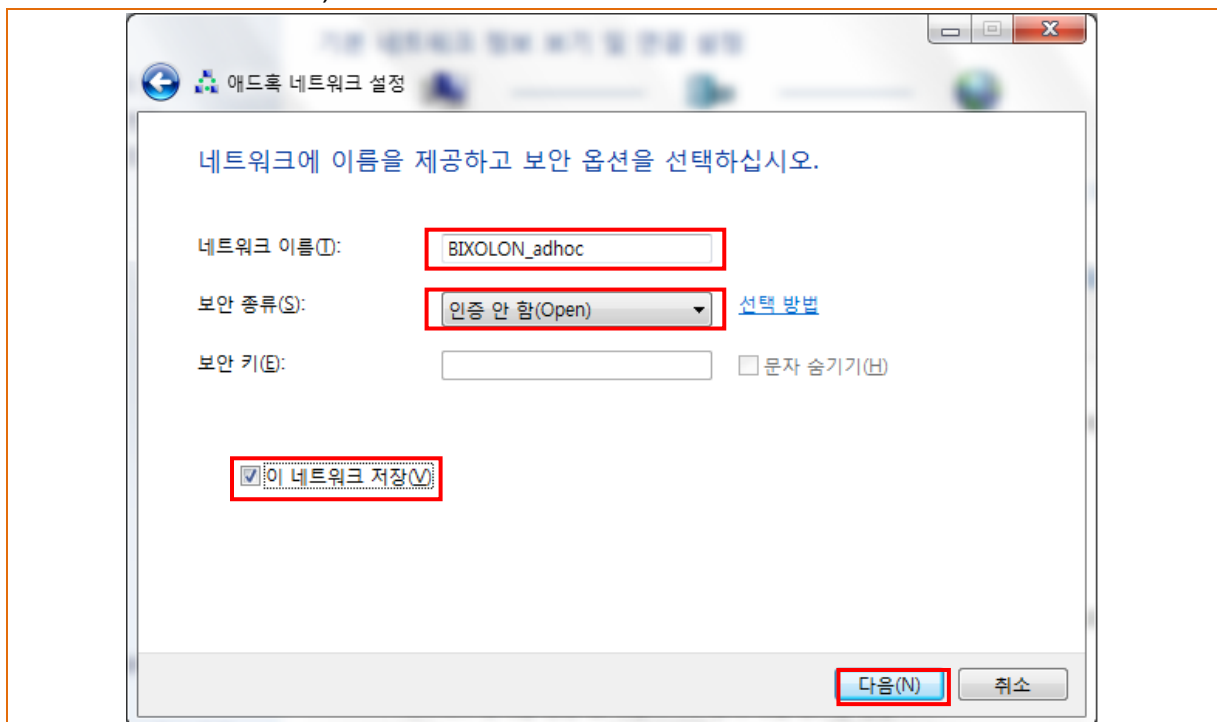 애드혹 네트워크 설정
네트워크에 이름을 제공하고 보안 옵션을 선택하십시오.
네트워크 이름(T): BIXOLON_adhoc
보안 종류(S): 인증 안 함(Open) 선택 방법
보안 키(E): 문자 숨기기(H)
이 네트워크 저장(V)
다음(N) 취소